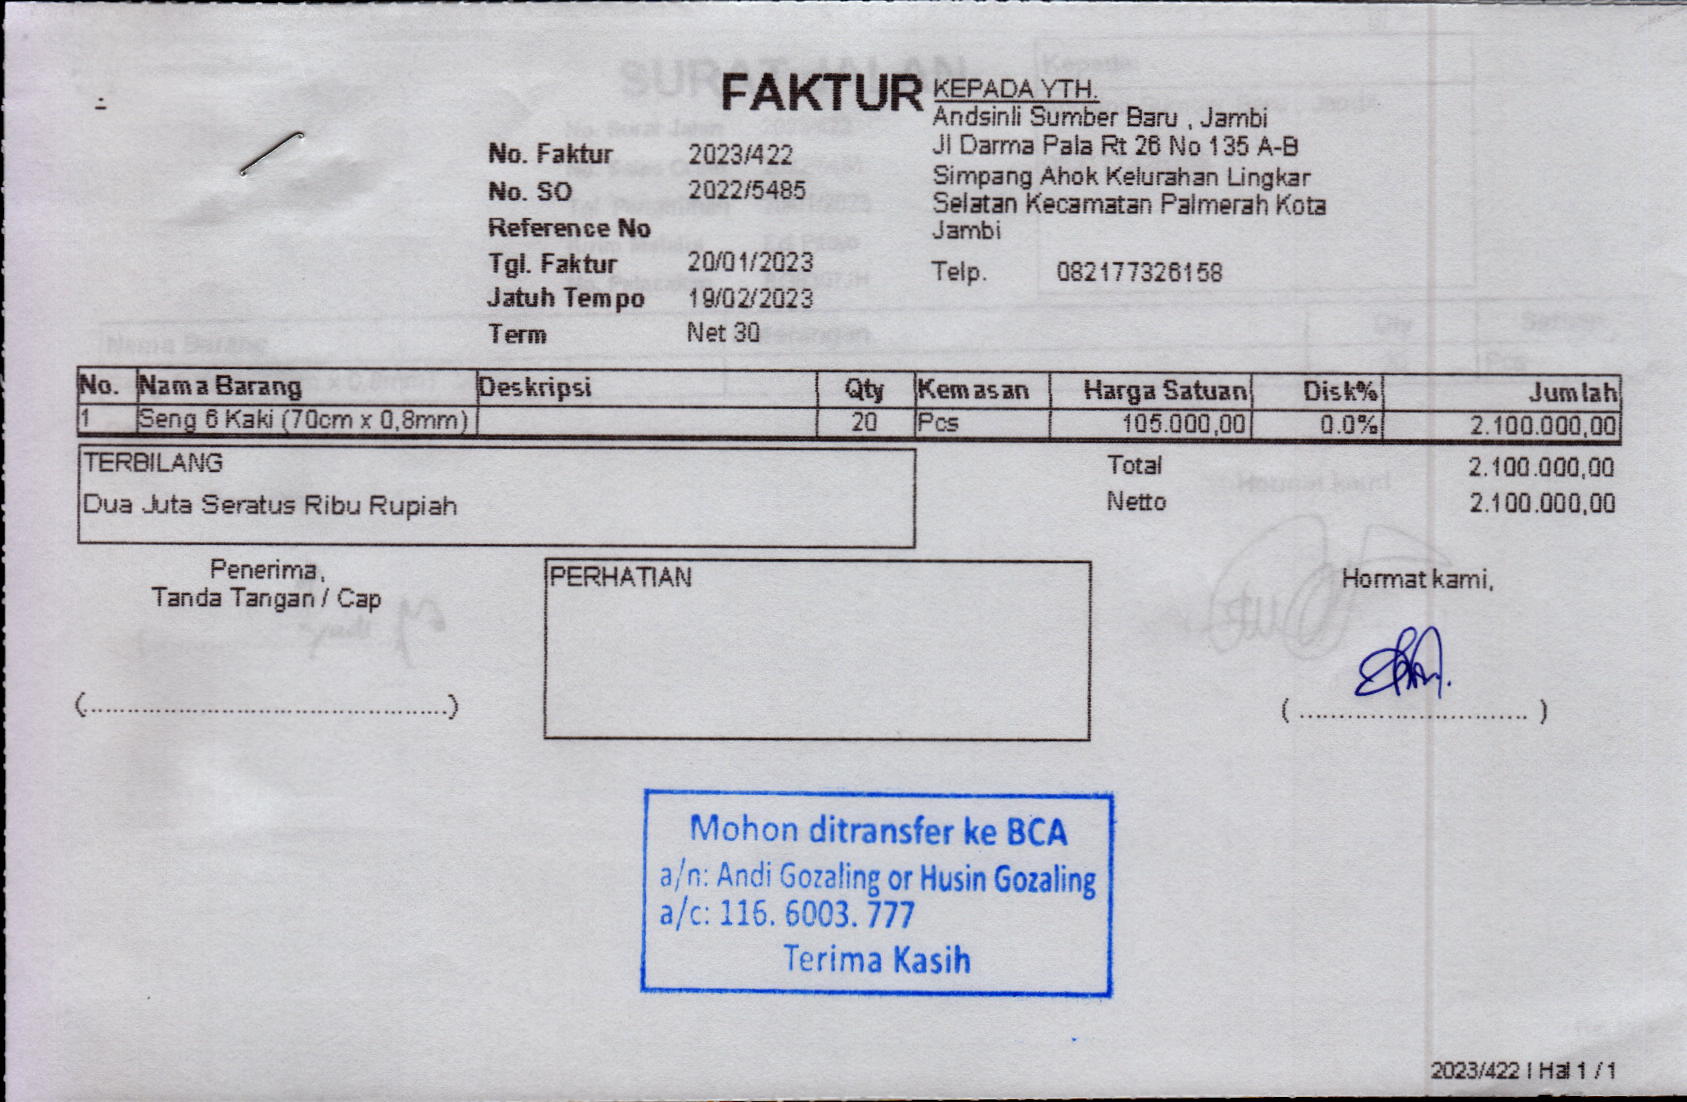 FAKTUR
No. Faktur 2023/422
No. SO 2022/5485
Reference No
Tgl. Faktur 20/01/2023
Jatuh Tempo 19/02/2023
Term Net 30
KEPADA YTH.
Andsinli Sumber Baru , Jambi
Jl Darma Pala Rt 26 No 135 A-B
Simpang Ahok Kelurahan Lingkar
Selatan Kecamatan Palmerah Kota
Jambi
Telp. 082177326158
No. Nama Barang Deskripsi Qty Kemasan Harga Satuan Disk% Jumlah
1 Seng 6 Kaki (70cm x 0,8mm) 20 Pcs 105.000,00 0.0% 2.100.000,00
TERBILANG
Dua Juta Seratus Ribu Rupiah
Total 2.100.000,00
Netto 2.100.000,00
Penerima,
Tanda Tangan / Cap
(..............................................)
PERHATIAN
Hormat kami,
( ............................. )
Mohon ditransfer ke BCA
a/n: Andi Gozaling or Husin Gozaling
a/c: 116. 6003. 777
Terima Kasih
2023/422 | Hal 1 / 1